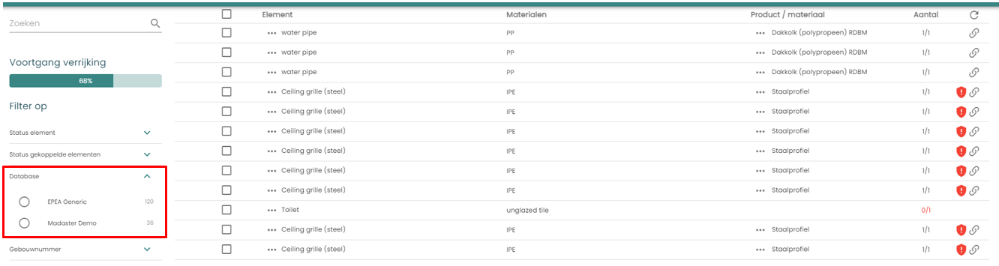 Zoeken
Voortgang verrijking
68%
Filter op
Status element
Status gekoppelde elementen
Database
EPEA Generic 120
Madaster Demo 36
Gebouwnummer
Element Materialen Product / materiaal Aantal
••• water pipe PP ••• Dakkolk (polypropeen) RDBM 1/1
••• water pipe PP ••• Dakkolk (polypropeen) RDBM 1/1
••• water pipe PP ••• Dakkolk (polypropeen) RDBM 1/1
••• Ceiling grille (steel) IPE ••• Staalprofiel 1/1
••• Ceiling grille (steel) IPE ••• Staalprofiel 1/1
••• Ceiling grille (steel) IPE ••• Staalprofiel 1/1
••• Ceiling grille (steel) IPE ••• Staalprofiel 1/1
••• Ceiling grille (steel) IPE ••• Staalprofiel 1/1
••• Ceiling grille (steel) IPE ••• Staalprofiel 1/1
••• Toilet unglazed tile 0/1
••• Ceiling grille (steel) IPE ••• Staalprofiel 1/1
••• Ceiling grille (steel) IPE ••• Staalprofiel 1/1